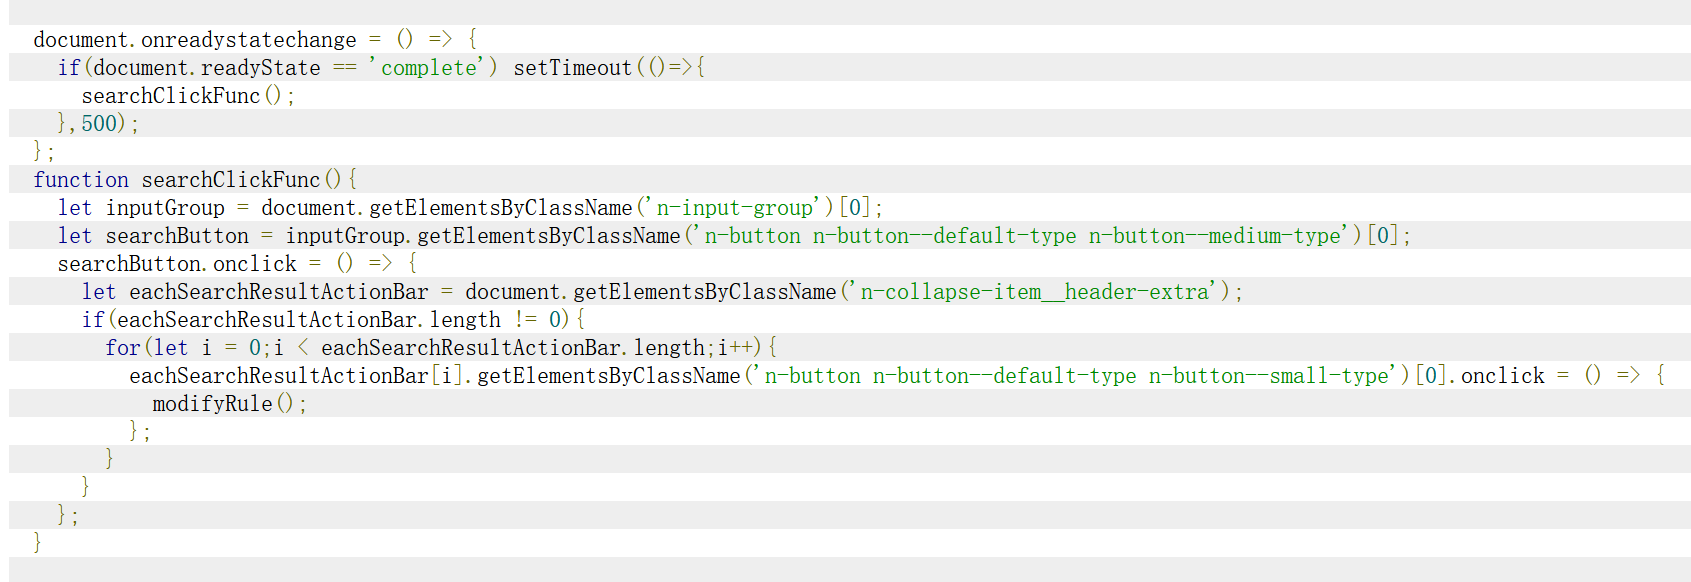 document.onreadystatechange = () => {
  if(document.readyState == 'complete') setTimeout(()=>{
    searchClickFunc();
  },500);
};
function searchClickFunc(){
  let inputGroup = document.getElementsByClassName('n-input-group')[0];
  let searchButton = inputGroup.getElementsByClassName('n-button n-button--default-type n-button--medium-type')[0];
  searchButton.onclick = () => {
    let eachSearchResultActionBar = document.getElementsByClassName('n-collapse-item__header-extra');
    if(eachSearchResultActionBar.length != 0){
      for(let i = 0;i < eachSearchResultActionBar.length;i++){
        eachSearchResultActionBar[i].getElementsByClassName('n-button n-button--default-type n-button--small-type')[0].onclick = () => {
          modifyRule();
        };
      }
    }
  };
}